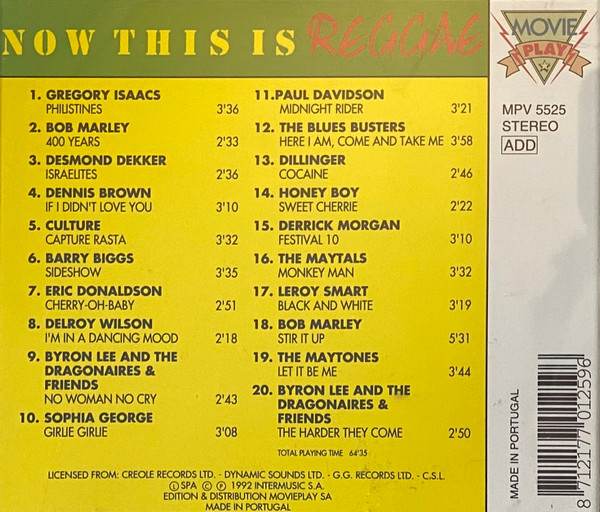 NOW THIS IS REGGAE
MOVIE
PLAY
MPV 5525
STEREO
ADD
1. GREGORY ISAACS
PHILISTINES 3'36
2. BOB MARLEY
400 YEARS 2'33
3. DESMOND DEKKER
ISRAELITES 2'36
4. DENNIS BROWN
IF I DIDN'T LOVE YOU 3'10
5. CULTURE
CAPTURE RASTA 3'32
6. BARRY BIGGS
SIDESHOW 3'35
7. ERIC DONALDSON
CHERRY-OH-BABY 2'51
8. DELROY WILSON
I'M IN A DANCING MOOD 2'18
9. BYRON LEE AND THE
DRAGONAIRES &
FRIENDS
NO WOMAN NO CRY 2'43
10. SOPHIA GEORGE
GIRLIE GIRLIE 3'08
11. PAUL DAVIDSON
MIDNIGHT RIDER 3'21
12. THE BLUES BUSTERS
HERE I AM, COME AND TAKE ME 3'58
13. DILLINGER
COCAINE 2'46
14. HONEY BOY
SWEET CHERRIE 2'22
15. DERRICK MORGAN
FESTIVAL 10 3'10
16. THE MAYTALS
MONKEY MAN 3'32
17. LEROY SMART
BLACK AND WHITE 3'19
18. BOB MARLEY
STIR IT UP 5'31
19. THE MAYTONES
LET IT BE ME 3'44
20. BYRON LEE AND THE
DRAGONAIRES &
FRIENDS
THE HARDER THEY COME 2'50
TOTAL PLAYING TIME 64'35
LICENSED FROM: CREOLE RECORDS LTD. - DYNAMIC SOUNDS LTD. - G.G. RECORDS LTD. - C.S.L.
Ⓛ SPA Ⓒ Ⓟ 1992 INTERMUSIC S.A.
EDITION & DISTRIBUTION MOVIEPLAY SA
MADE IN PORTUGAL
MADE IN PORTUGAL
8 712177 012596